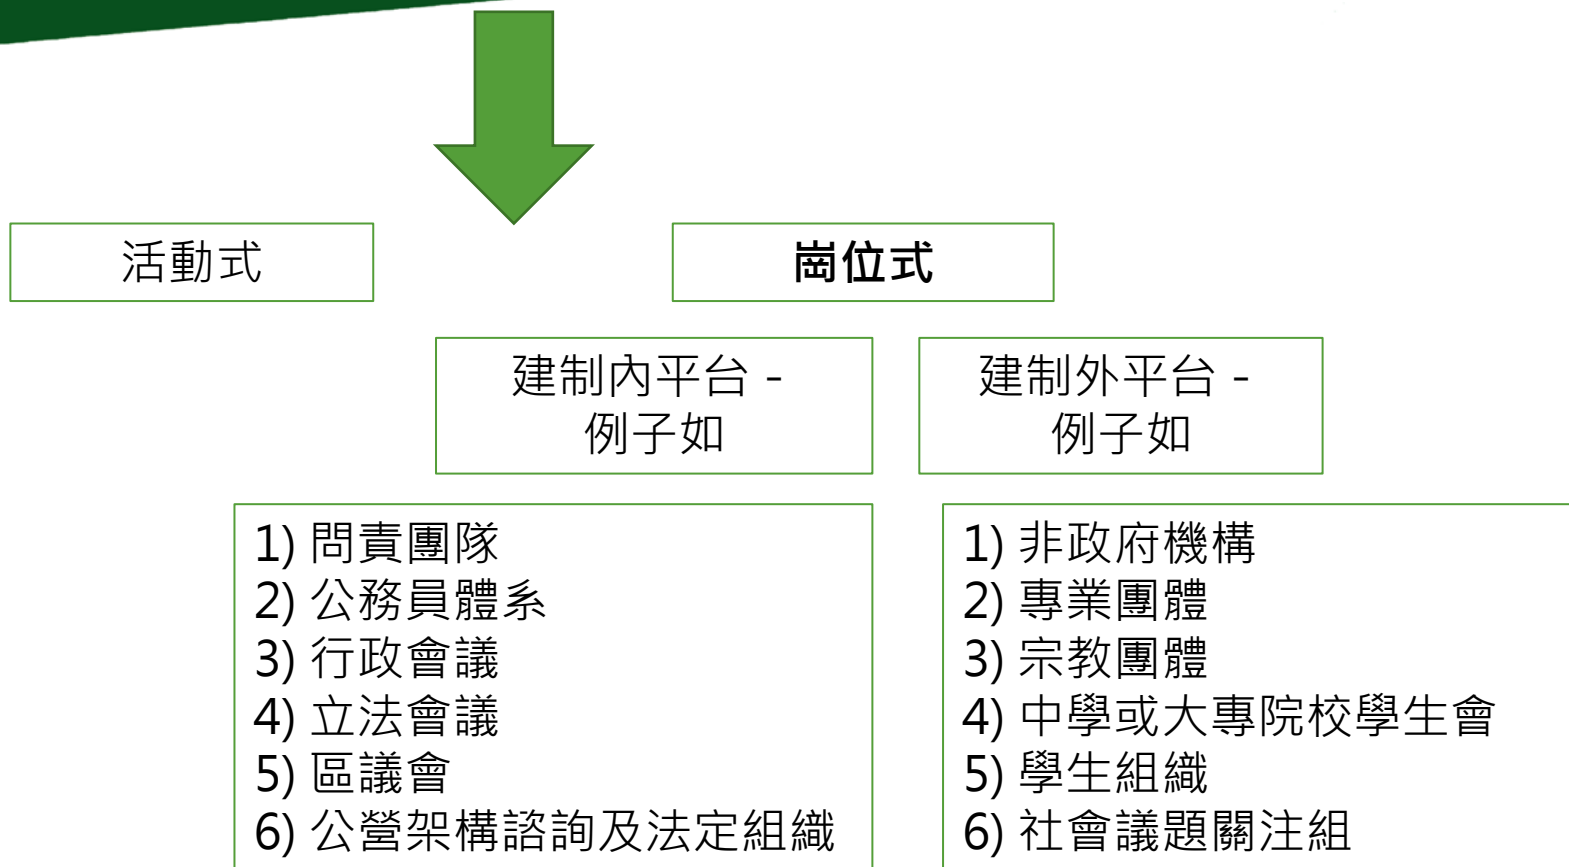 活動式
崗位式
建制內平台 -
例子如
建制外平台 -
例子如
1) 問責團隊
2) 公務員體系
3) 行政會議
4) 立法會議
5) 區議會
6) 公營架構諮詢及法定組織
1) 非政府機構
2) 專業團體
3) 宗教團體
4) 中學或大專院校學生會
5) 學生組織
6) 社會議題關注組